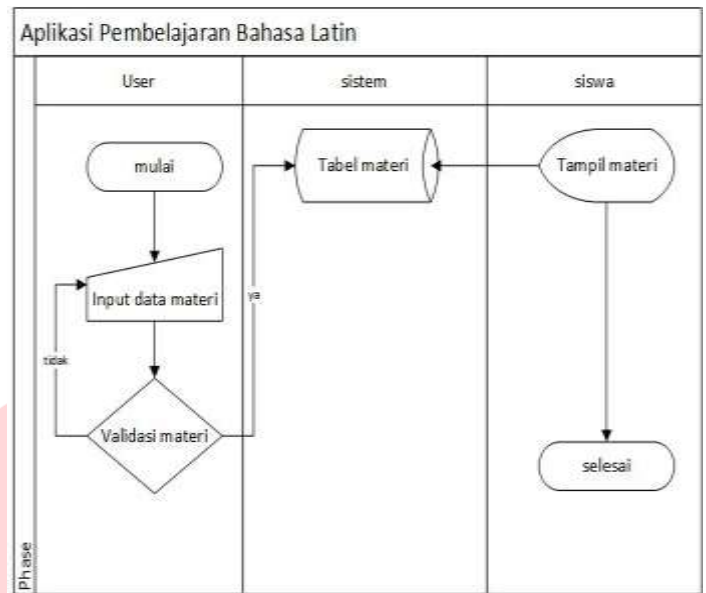 Aplikasi Pembelajaran Bahasa Latin
User
sistem
siswa
mulai
Tabel materi
Tampil materi
Input data materi
ya
tidak
Validasi materi
selesai
Phase